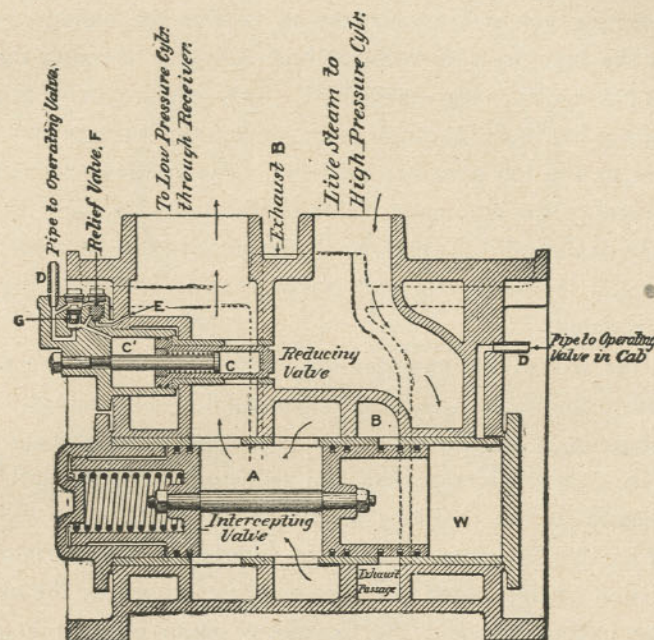 Pipe to Operating Valve.
Relief Valve, F
To Low Pressure Cylr.
through Receiver.
Exhaust B
Live Steam to
High Pressure Cylr.
D
G
E
C'
C
Reducing
Valve
B
Pipe to Operating
Valve in Cab
D
A
W
Intercepting
Valve
Exhaust
Passage